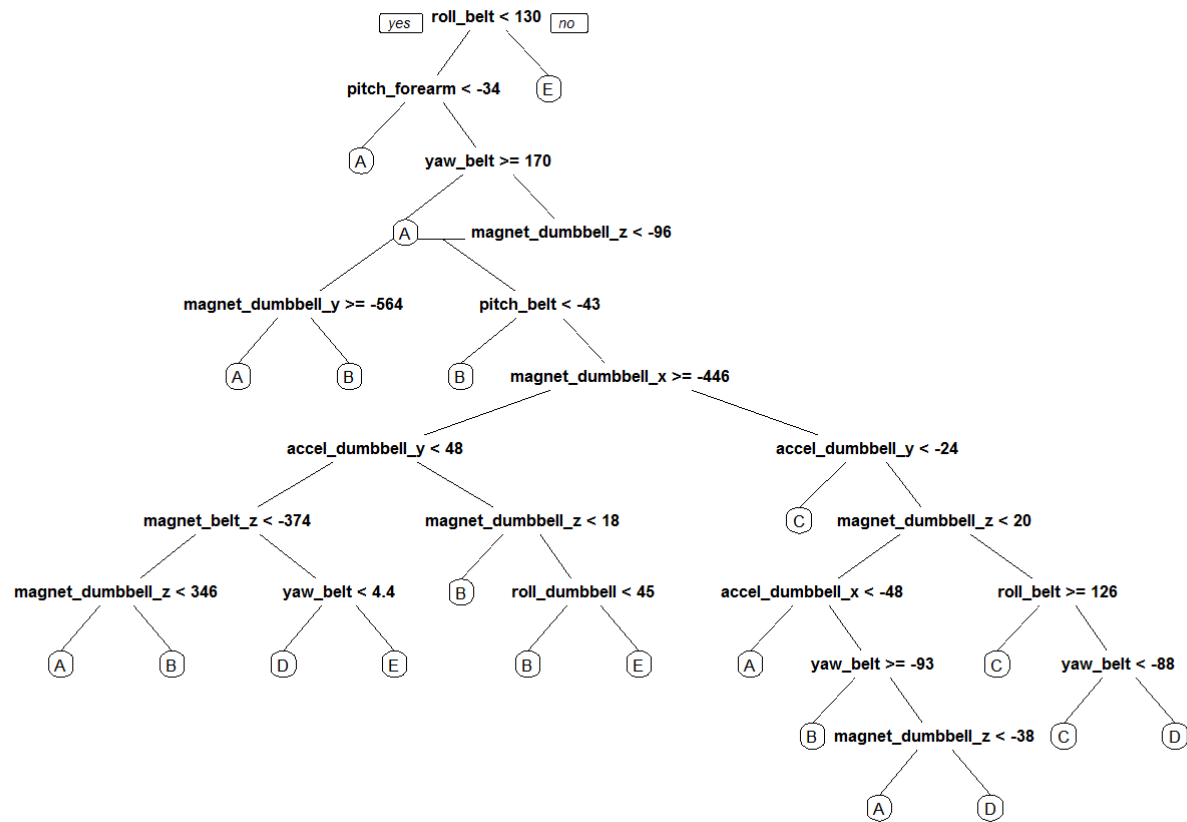 yes roll_belt < 130 no
pitch_forearm < -34 E
A yaw_belt >= 170
A magnet_dumbbell_z < -96
magnet_dumbbell_y >= -564 pitch_belt < -43
A B B magnet_dumbbell_x >= -446
accel_dumbbell_y < 48 accel_dumbbell_y < -24
magnet_belt_z < -374 magnet_dumbbell_z < 18 C magnet_dumbbell_z < 20
magnet_dumbbell_z < 346 yaw_belt < 4.4 B roll_dumbbell < 45 accel_dumbbell_x < -48 roll_belt >= 126
A B D E B E A yaw_belt >= -93 C yaw_belt < -88
B magnet_dumbbell_z < -38 C D
A D